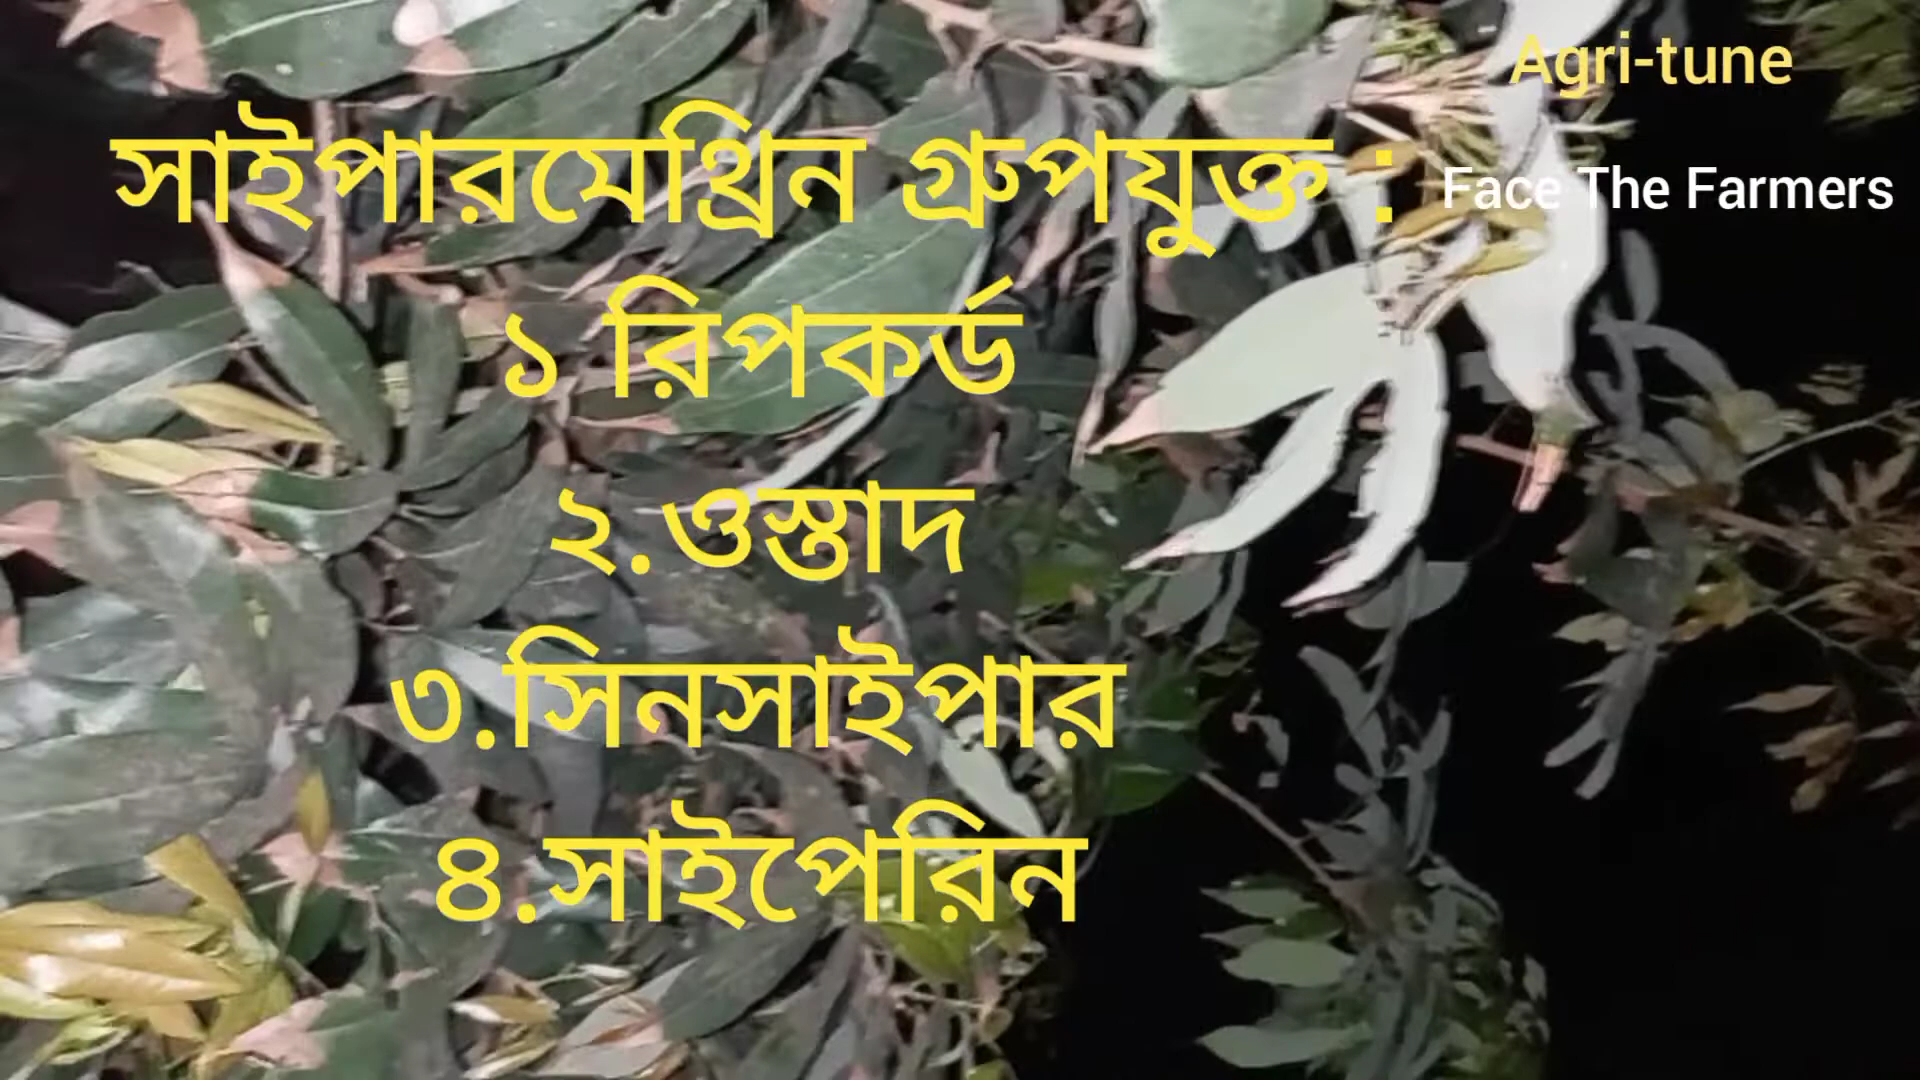 Agri-tune
সাইপারমেথ্রিন গ্রুপযুক্ত :
Face The Farmers
১ রিপকর্ড
২.ওস্তাদ
৩.সিনসাইপার
৪.সাইপেরিন